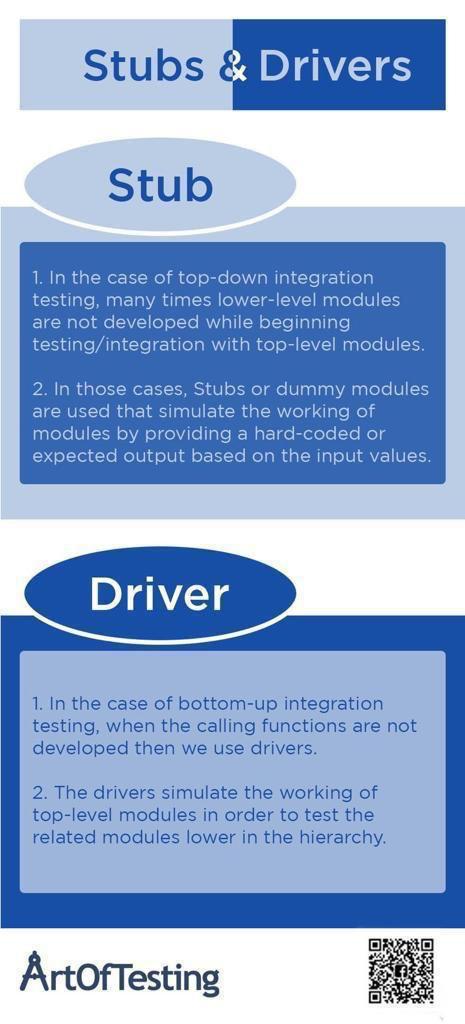 Stubs & Drivers
Stub
1. In the case of top-down integration
testing, many times lower-level modules
are not developed while beginning
testing/integration with top-level modules.
2. In those cases, Stubs or dummy modules
are used that simulate the working of
modules by providing a hard-coded or
expected output based on the input values.
Driver
1. In the case of bottom-up integration
testing, when the calling functions are not
developed then we use drivers.
2. The drivers simulate the working of
top-level modules in order to test the
related modules lower in the hierarchy.
ArtOfTesting